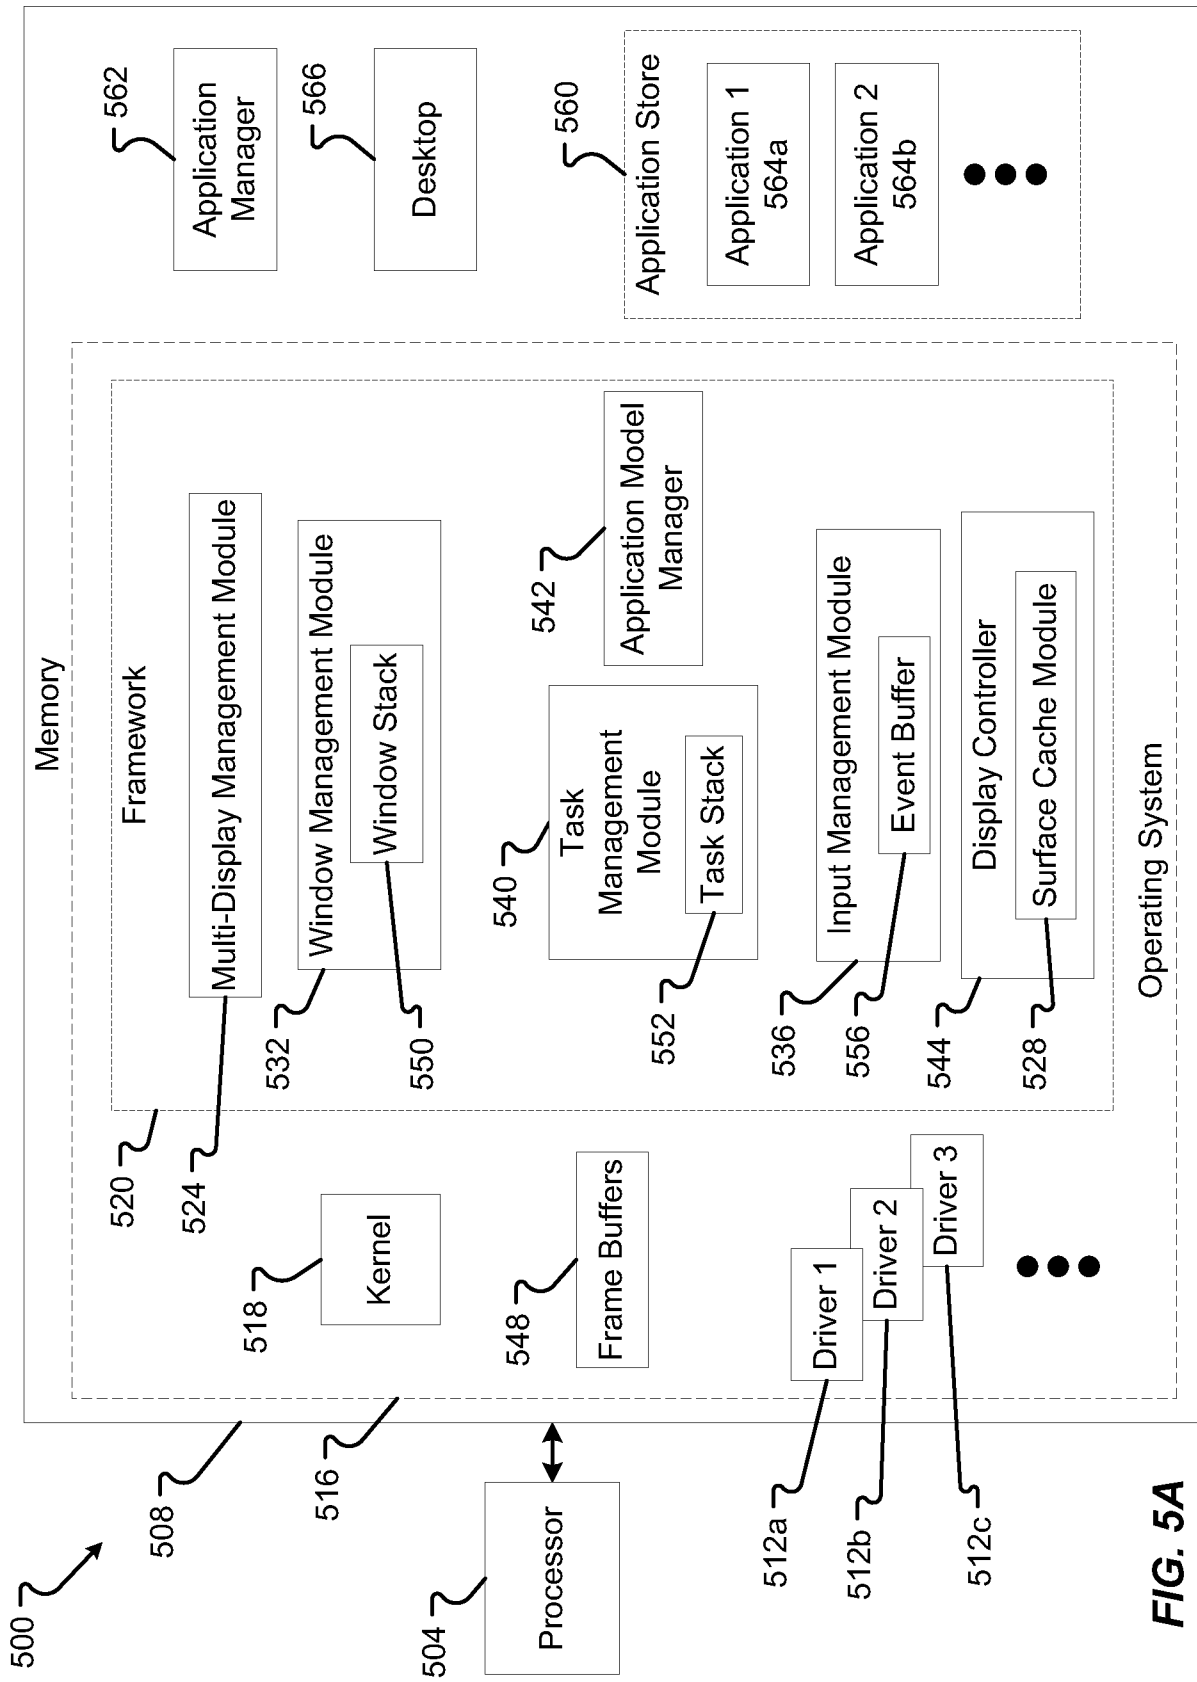 500
508
Memory
516
Operating System
504
Processor
518
Kernel
548
Frame Buffers
512a
Driver 1
512b
Driver 2
512c
Driver 3
520
Framework
524
Multi-Display Management Module
532
Window Management Module
550
Window Stack
540
Task
Management
Module
552
Task Stack
542
Application Model
Manager
536
Input Management Module
556
Event Buffer
544
Display Controller
528
Surface Cache Module
562
Application
Manager
566
Desktop
560
Application Store
Application 1
564a
Application 2
564b
FIG. 5A